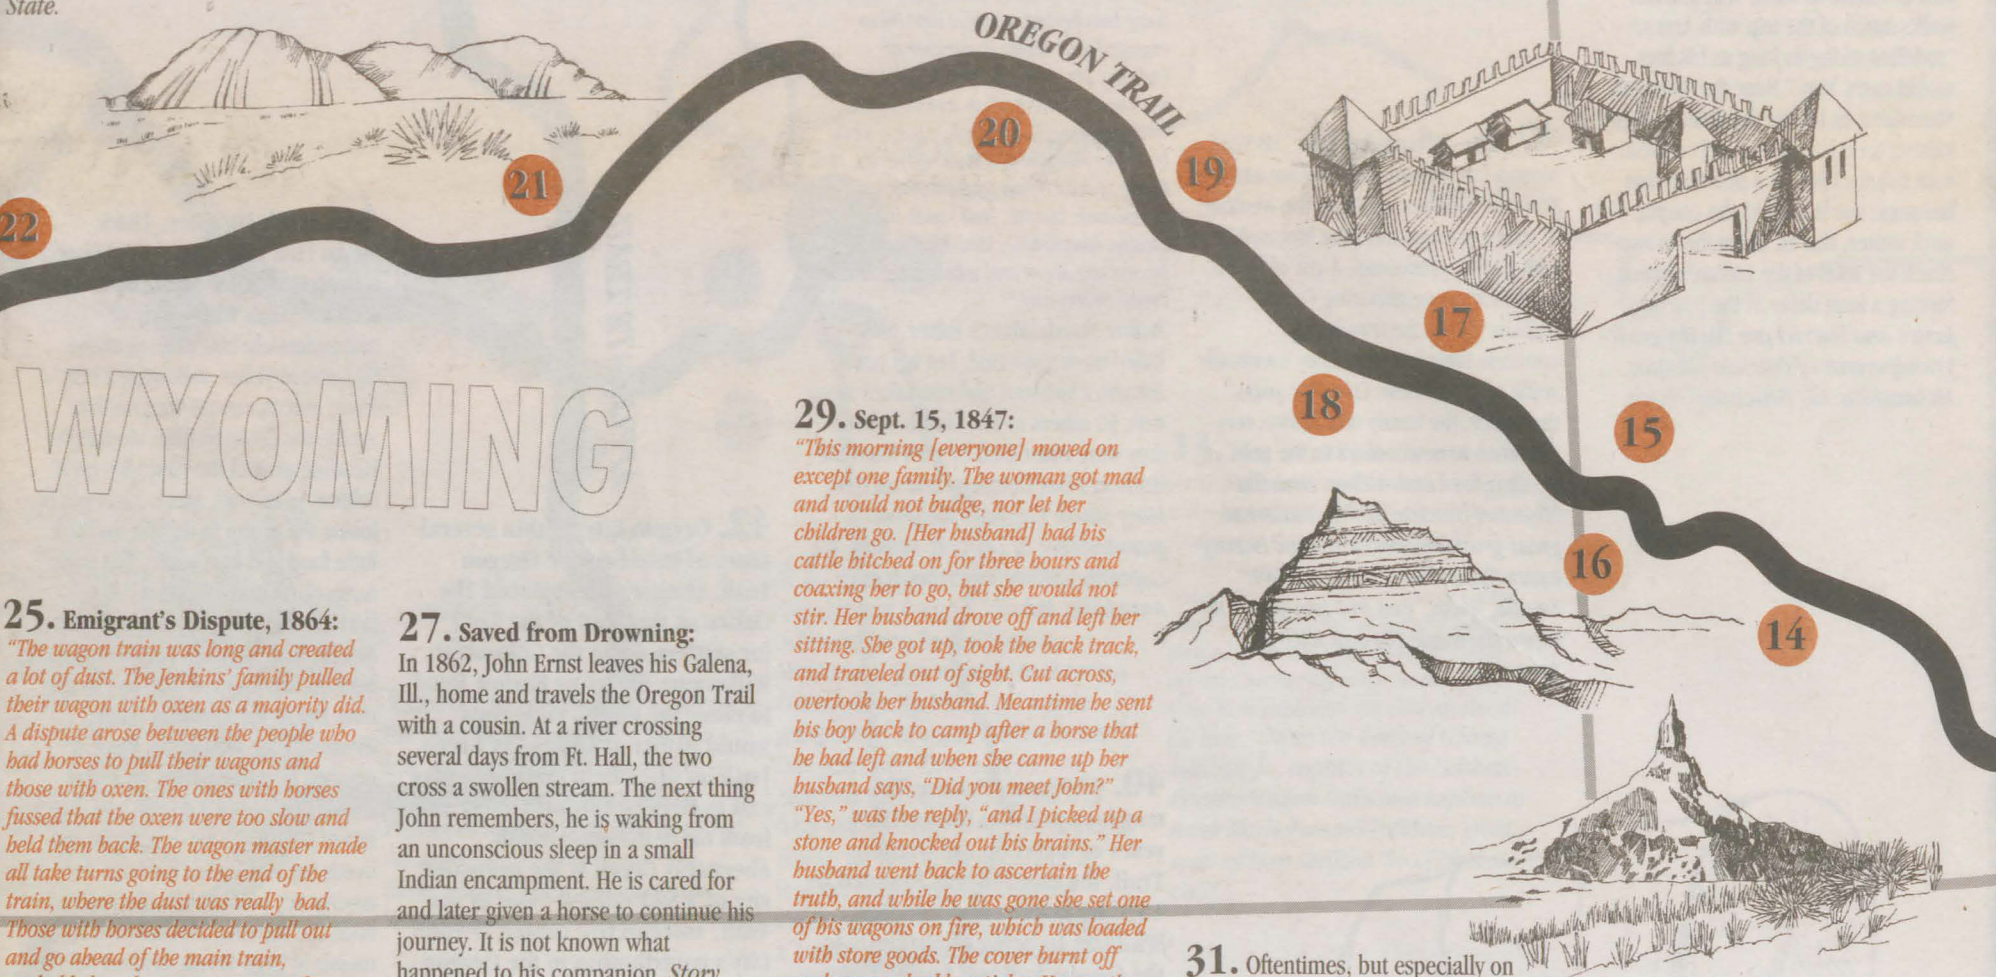 State.
OREGON TRAIL
22
21
20
19
17
18
15
16
14
WYOMING
25. Emigrant's Dispute, 1864:
"The wagon train was long and created
a lot of dust. The Jenkins' family pulled
their wagon with oxen as a majority did.
A dispute arose between the people who
had horses to pull their wagons and
those with oxen. The ones with horses
fussed that the oxen were too slow and
held them back. The wagon master made
all take turns going to the end of the
train, where the dust was really bad.
Those with horses decided to pull out
and go ahead of the main train,
27. Saved from Drowning:
In 1862, John Ernst leaves his Galena,
Ill., home and travels the Oregon Trail
with a cousin. At a river crossing
several days from Ft. Hall, the two
cross a swollen stream. The next thing
John remembers, he is waking from
an unconscious sleep in a small
Indian encampment. He is cared for
and later given a horse to continue his
journey. It is not known what
happened to his companion. Story
29. Sept. 15, 1847:
"This morning [everyone] moved on
except one family. The woman got mad
and would not budge, nor let her
children go. [Her husband] had his
cattle hitched on for three hours and
coaxing her to go, but she would not
stir. Her husband drove off and left her
sitting. She got up, took the back track,
and traveled out of sight. Cut across,
overtook her husband. Meantime he sent
his boy back to camp after a horse that
he had left and when she came up her
husband says, "Did you meet John?"
"Yes," was the reply, "and I picked up a
stone and knocked out his brains." Her
husband went back to ascertain the
truth, and while he was gone she set one
of his wagons on fire, which was loaded
with store goods. The cover burnt off
31. Oftentimes, but especially on